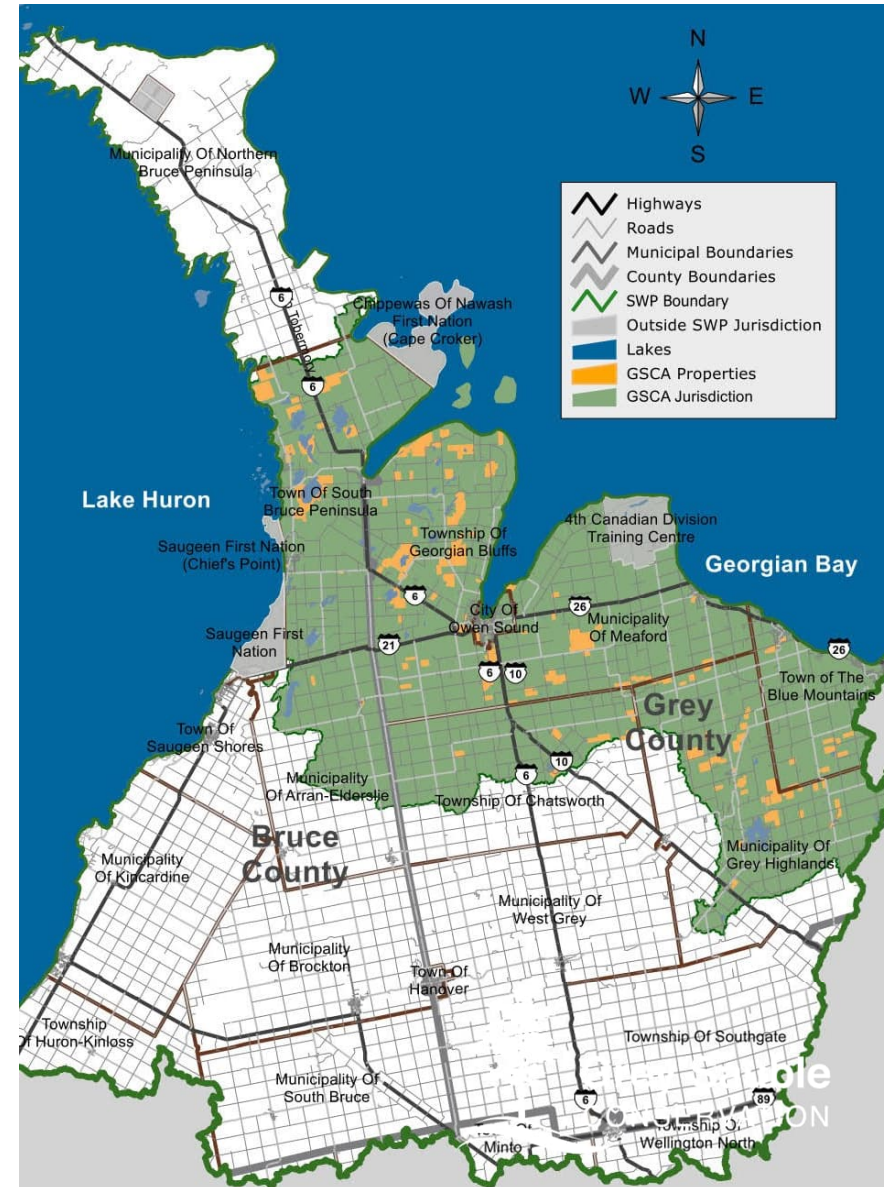 N
W E
S
Highways
Roads
Municipal Boundaries
County Boundaries
SWP Boundary
Outside SWP Jurisdiction
Lakes
GSCA Properties
GSCA Jurisdiction
Municipality Of Northern
Bruce Peninsula
6
Tobermory
Chippewas Of Nawash
First Nation
(Cape Croker)
6
Lake Huron
Town Of South
Bruce Peninsula
Township Of
Georgian Bluffs
4th Canadian Division
Training Centre
Saugeen First Nation
(Chief's Point)
Georgian Bay
6
City Of
Owen Sound
26
Municipality
Of Meaford
Saugeen First
Nation
21
6
10
26
Town of The
Blue Mountains
Grey
County
Town Of
Saugeen Shores
10
6
Municipality
Of Arran-Elderslie
Township Of Chatsworth
Bruce
County
Municipality
Of Kincardine
Municipality Of
Grey Highlands
Municipality Of
West Grey
Municipality
Of Brockton
Town Of
Hanover
Township
Of Huron-Kinloss
Township Of Southgate
Municipality Of
South Bruce
6
89
CONSERVATION
Minto
Township Of
Wellington North